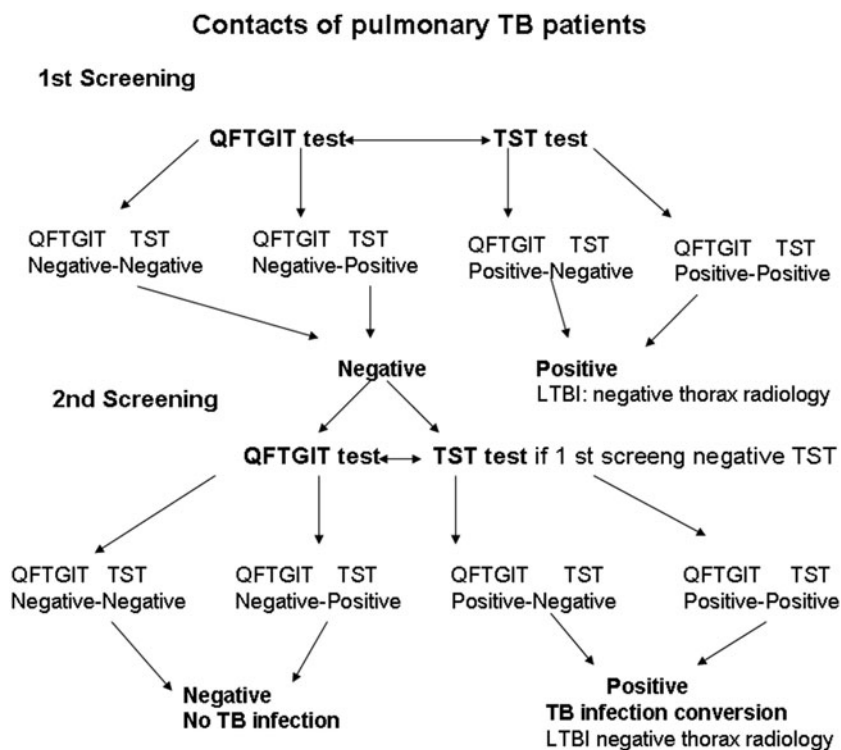 Contacts of pulmonary TB patients
1st Screening
QFTGIT test TST test
QFTGIT TST QFTGIT TST QFTGIT TST QFTGIT TST
Negative-Negative Negative-Positive Positive-Negative Positive-Positive
Negative Positive
LTBI: negative thorax radiology
2nd Screening
QFTGIT test TST test if 1 st screeng negative TST
QFTGIT TST QFTGIT TST QFTGIT TST QFTGIT TST
Negative-Negative Negative-Positive Positive-Negative Positive-Positive
Negative Positive
No TB infection TB infection conversion
LTBI negative thorax radiology